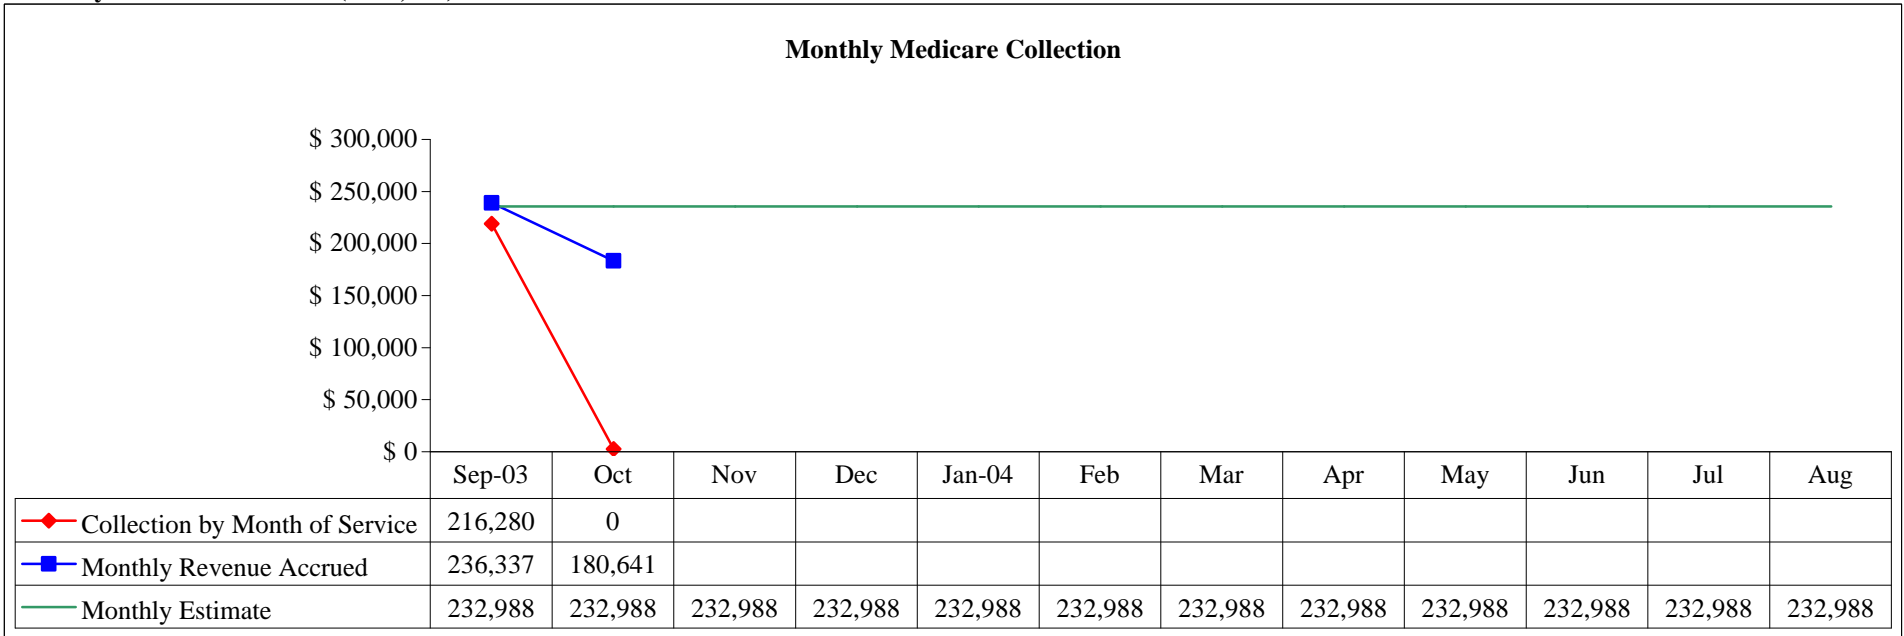 Monthly Medicare Collection
$ 300,000
$ 250,000
$ 200,000
$ 150,000
$ 100,000
$ 50,000
$ 0
Sep-03 Oct Nov Dec Jan-04 Feb Mar Apr May Jun Jul Aug
Collection by Month of Service 216,280 0
Monthly Revenue Accrued 236,337 180,641
Monthly Estimate 232,988 232,988 232,988 232,988 232,988 232,988 232,988 232,988 232,988 232,988 232,988 232,988